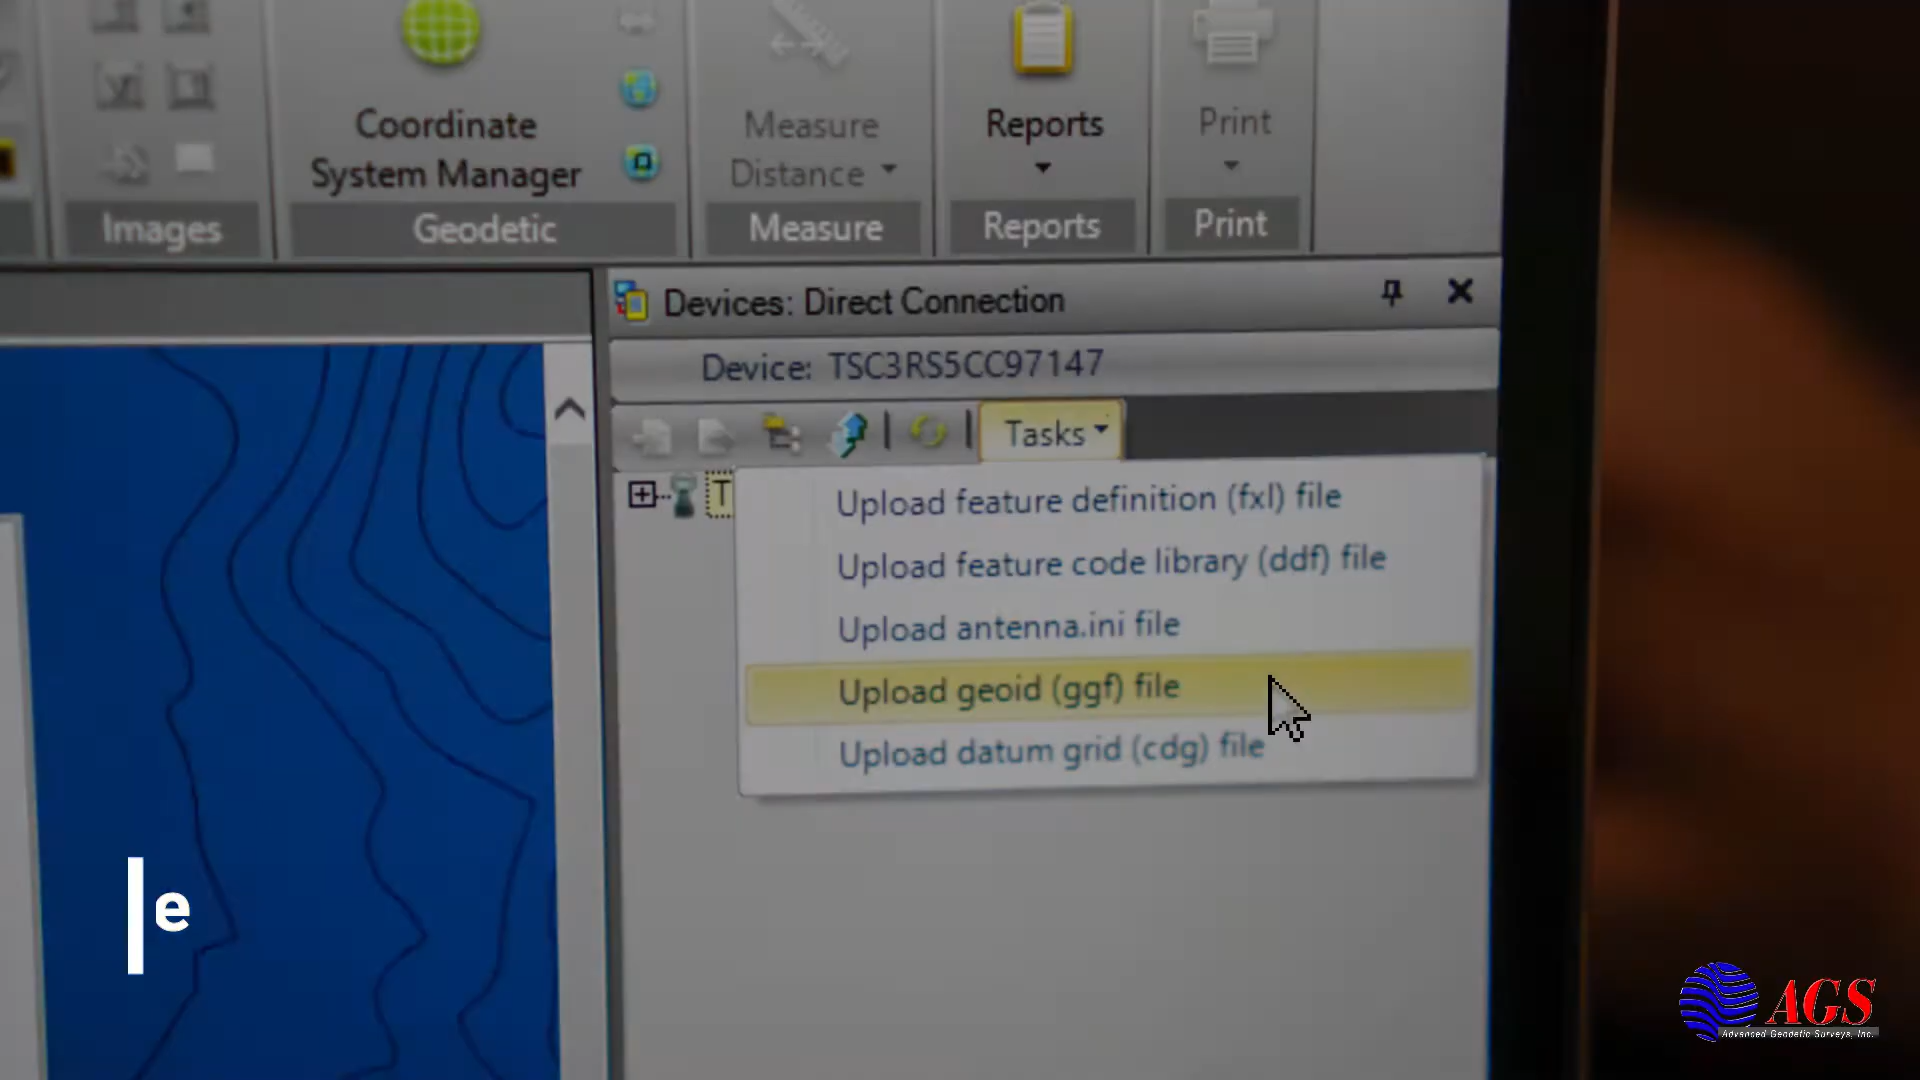 Coordinate
System Manager
Measure
Distance
Reports
Print
Images
Geodetic
Measure
Reports
Print
Devices: Direct Connection
Device: TSC3RS5CC97147
Tasks
T
Upload feature definition (fxl) file
Upload feature code library (ddf) file
Upload antenna.ini file
Upload geoid (ggf) file
Upload datum grid (cdg) file
e
AGS
Advanced Geodetic Surveys, Inc.